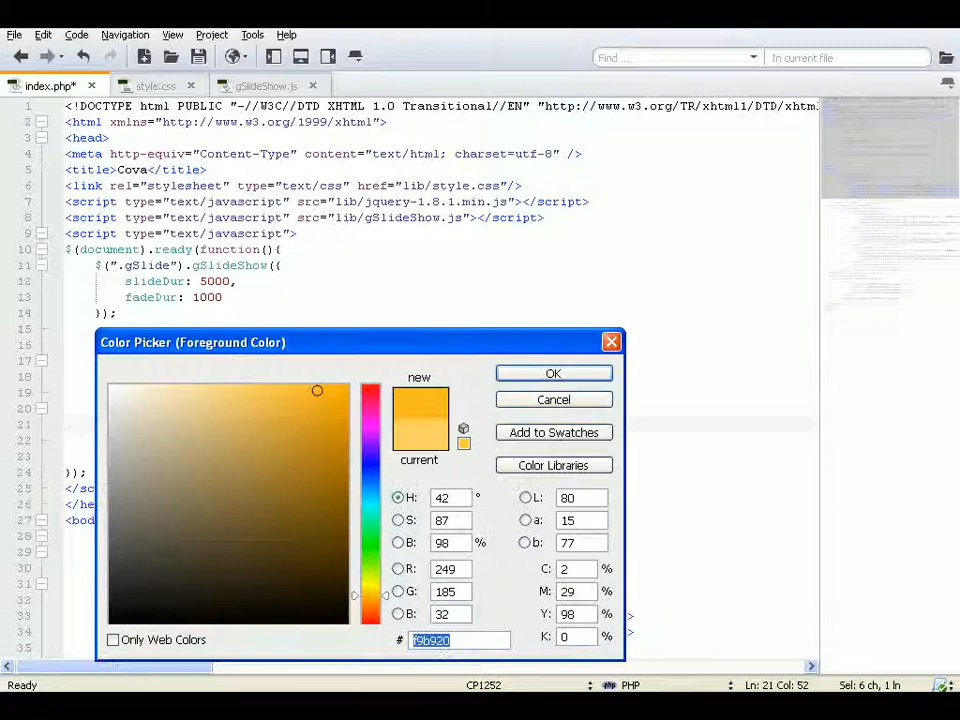 File Edit Code Navigation View Project Tools Help
Find ... In current file
index.php* style.css gSlideShow.js
1 <!DOCTYPE html PUBLIC "-//W3C//DTD XHTML 1.0 Transitional//EN" "http://www.w3.org/TR/xhtml1/DTD/xhtml
2 <html xmlns="http://www.w3.org/1999/xhtml">
3 <head>
4 <meta http-equiv="Content-Type" content="text/html; charset=utf-8" />
5 <title>Cova</title>
6 <link rel="stylesheet" type="text/css" href="lib/style.css"/>
7 <script type="text/javascript" src="lib/jquery-1.8.1.min.js"></script>
8 <script type="text/javascript" src="lib/gSlideShow.js"></script>
9 <script type="text/javascript">
10 $(document).ready(function(){
11 $(".gSlide").gSlideShow({
12 slideDur: 5000,
13 fadeDur: 1000
14 });
15
16
17
18
19
20
21
22
23
24 ));
25 </sc
26 </he
27 <bod
28
29
30
31
32
33 >
34 >
35
Color Picker (Foreground Color)
new
current
OK
Cancel
Add to Swatches
Color Libraries
H: 42 ° L: 80
S: 87 a: 15
B: 98 % b: 77
R: 249 C: 2 %
G: 185 M: 29 %
B: 32 Y: 98 %
K: 0 %
Only Web Colors # f9b920
Ready CP1252 php PHP Ln: 21 Col: 52 Sel: 6 ch, 1 ln